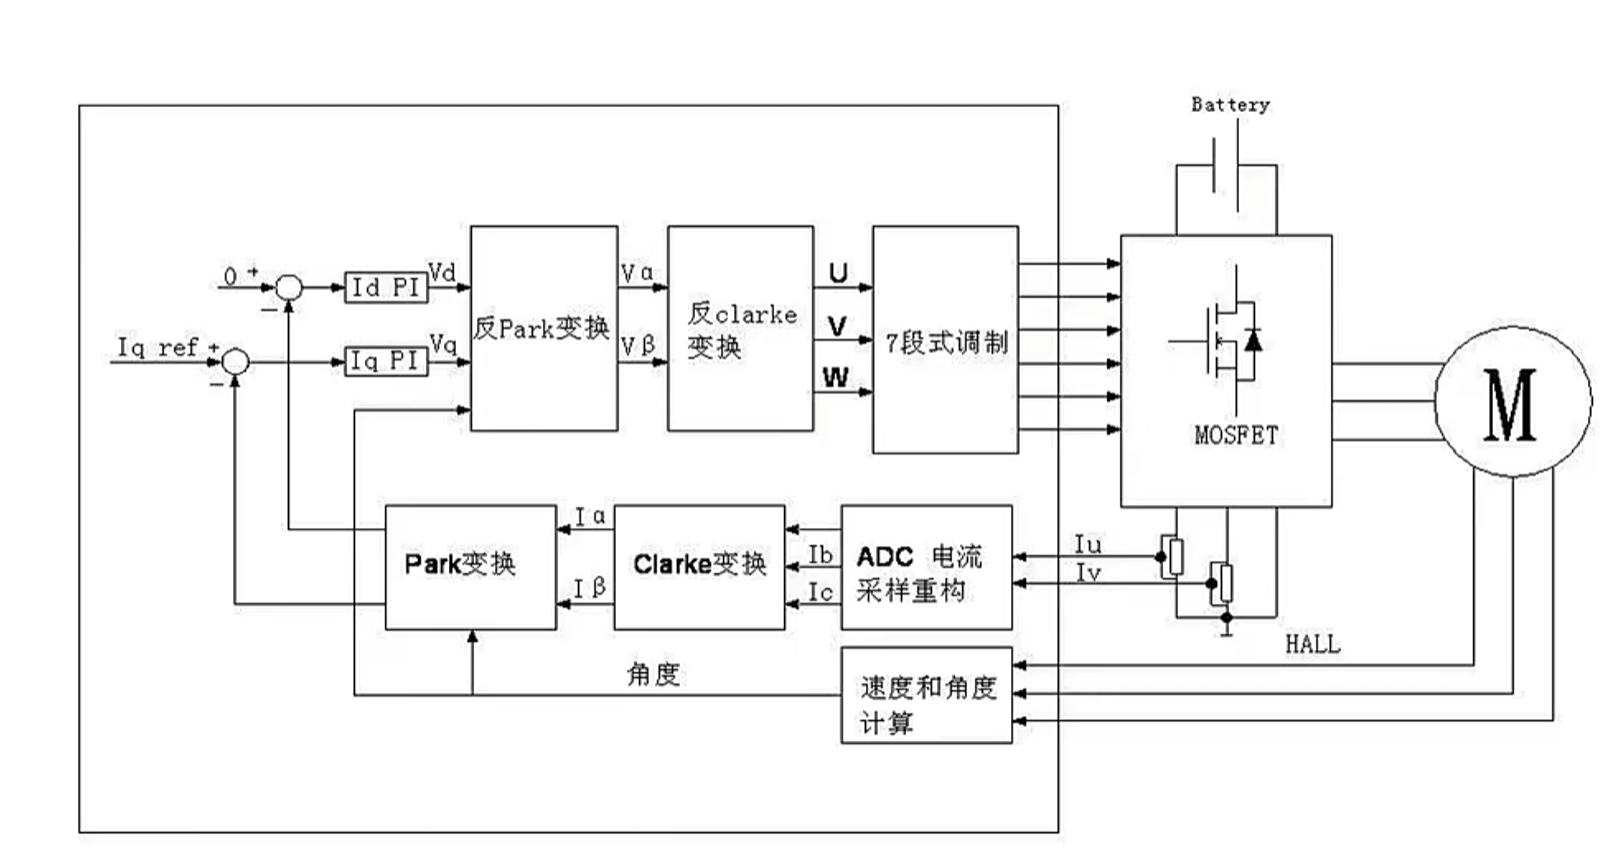 Battery
0 +
Id PI
Vd
−
Iq ref +
Iq PI
Vq
−
反Park变换
Vα
Vβ
反clarke
变换
U
V
W
7段式调制
MOSFET
M
Park变换
Iα
Iβ
Clarke变换
Ib
Ic
ADC 电流
采样重构
Iu
Iv
HALL
角度
速度和角度
计算